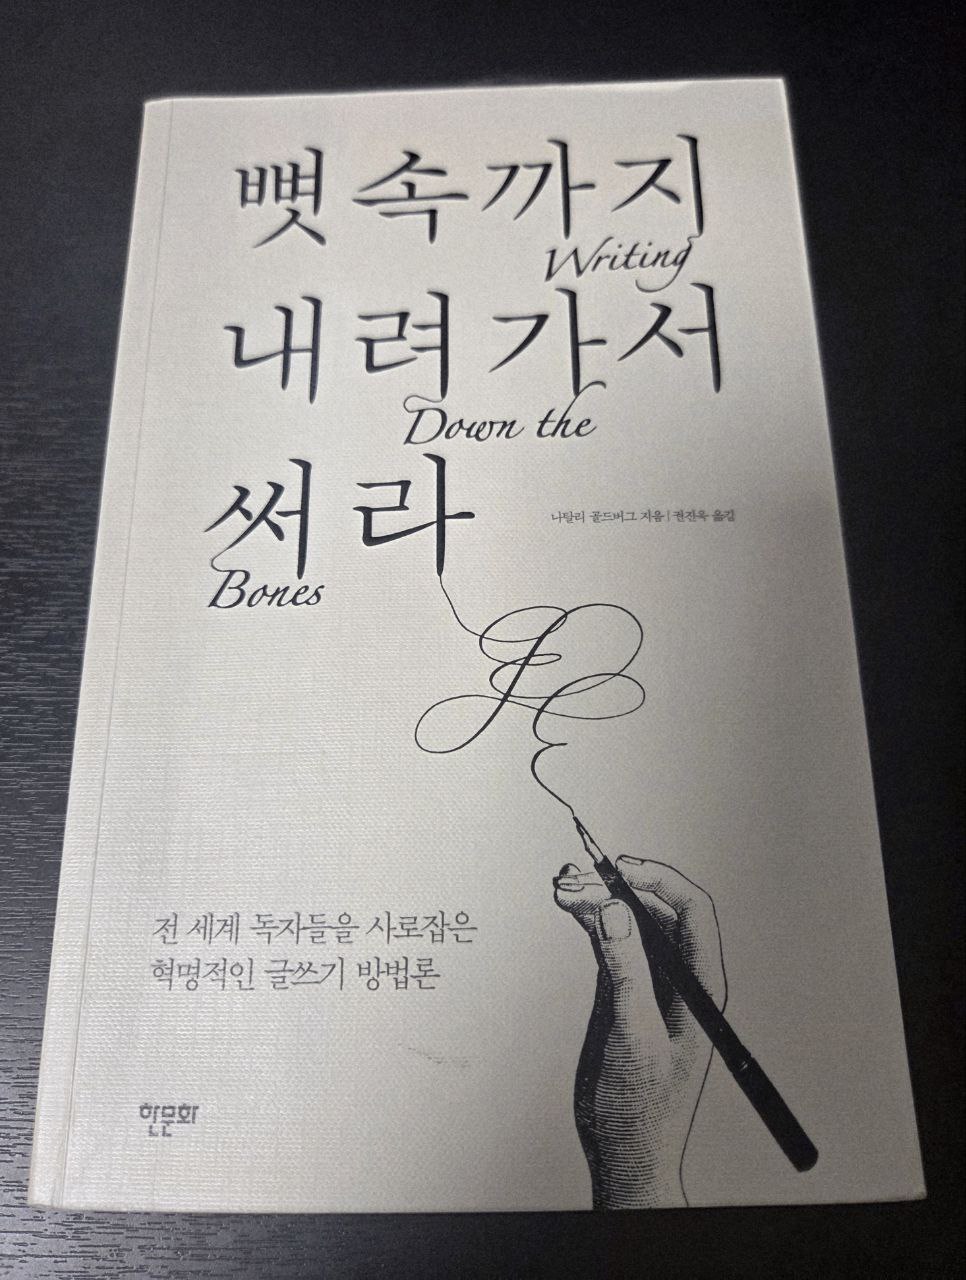 뼛속까지
Writing
내려가서
Down the
써라
나탈리 골드버그 지음 | 권진욱 옮김
Bones
전 세계 독자들을 사로잡은
혁명적인 글쓰기 방법론
한문화